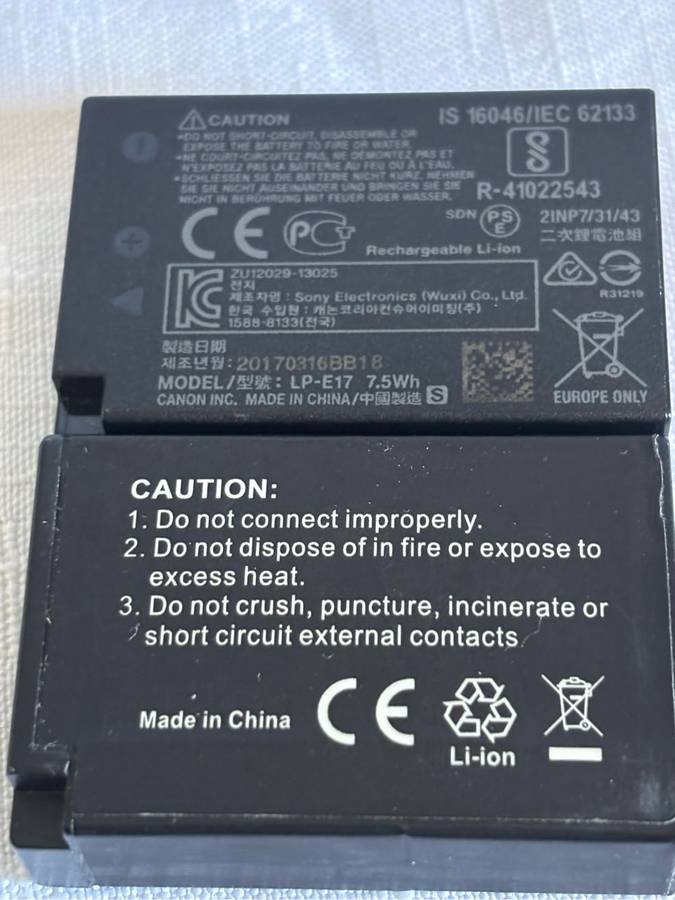 CAUTION
•DO NOT SHORT-CIRCUIT, DISASSEMBLE OR
EXPOSE THE BATTERY TO FIRE OR WATER.
•NE COURT-CIRCUITEZ PAS, NE DÉMONTEZ PAS ET
N'EXPOSEZ PAS LA BATTERIE AU FEU OU À L'EAU.
•SCHLIESSEN SIE DIE BATTERIE NICHT KURZ, NEHMEN
SIE SIE NICHT AUSEINANDER UND BRINGEN SIE SIE
NICHT IN BERÜHRUNG MIT FEUER ODER WASSER.
IS 16046/IEC 62133
R-41022543
SDN PSE 2INP7/31/43
二次鋰電池組
CE
Rechargeable Li-ion
R31219
ZU12029-13025
전지
제조자명 : Sony Electronics (Wuxi) Co., Ltd.
한국 수입원 : 캐논코리아컨슈머이미징(주)
1588-8133(전국)
製造日期
제조년월: 20170316BB18
MODEL/型號: LP-E17 7.5Wh
CANON INC. MADE IN CHINA/中國製造 S
EUROPE ONLY
CAUTION:
1. Do not connect improperly.
2. Do not dispose of in fire or expose to
excess heat.
3. Do not crush, puncture, incinerate or
short circuit external contacts
Made in China
CE
Li-ion